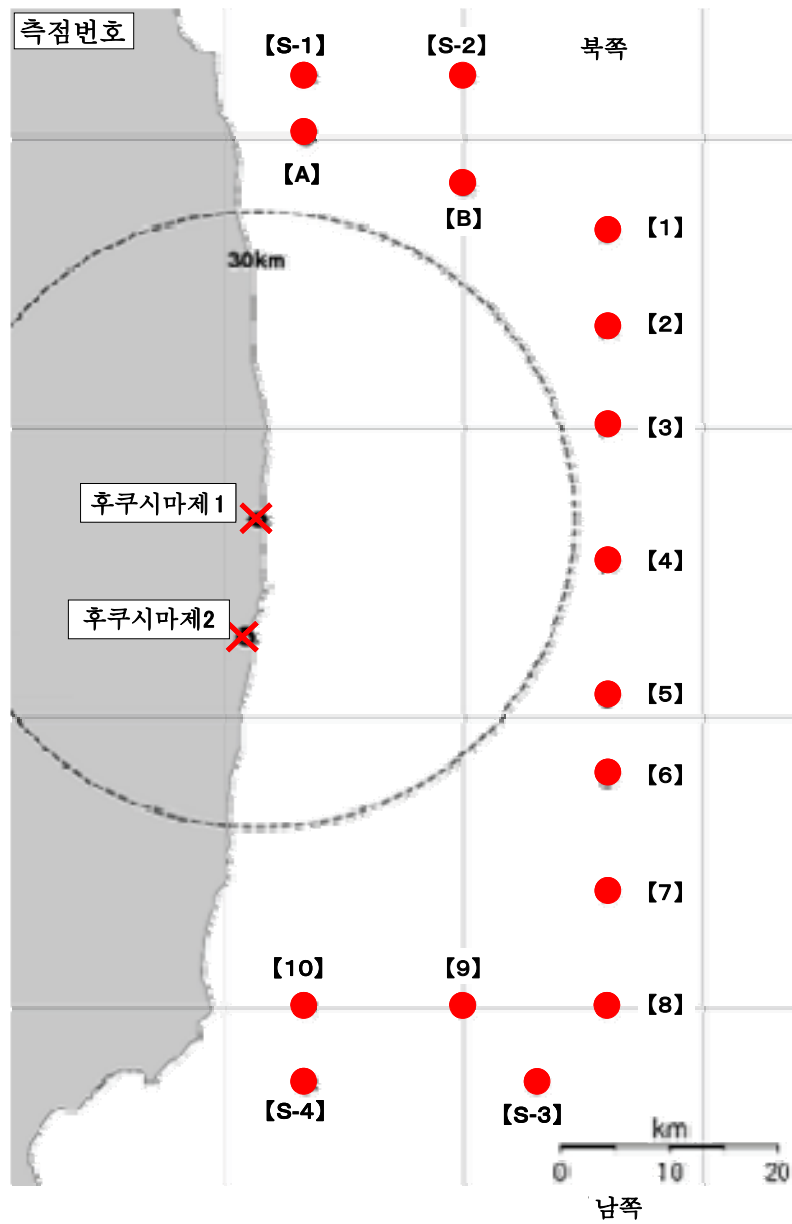 측점번호
【S-1】
【S-2】
북쪽
【A】
【B】
【1】
30km
【2】
【3】
후쿠시마제1
【4】
후쿠시마제2
【5】
【6】
【7】
【10】
【9】
【8】
【S-4】
【S-3】
km
0 10 20
남쪽